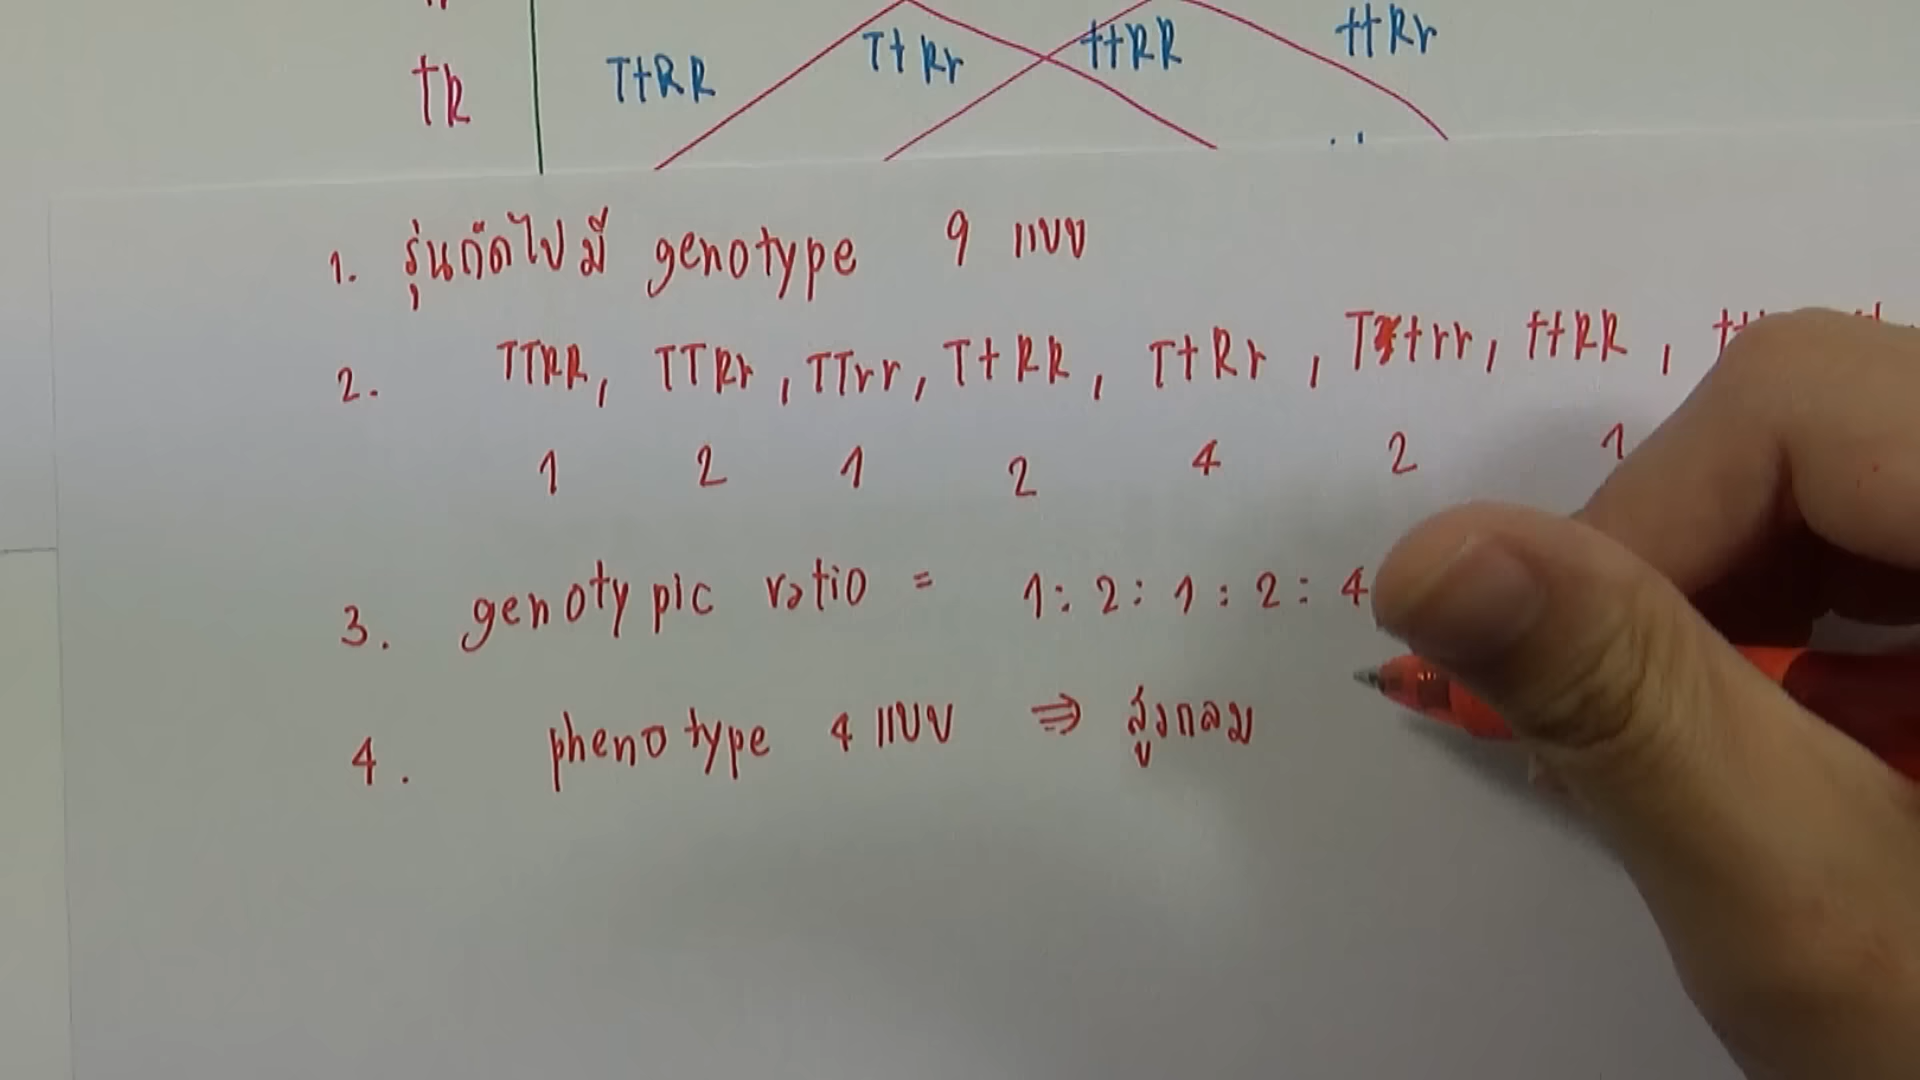 TtRR TtRr ttRR ttRr
tR
1. รุ่นถัดไปมี genotype 9 แบบ
2. TTRR, TTRr, TTrr, TtRR, TtRr, Ttrr, ttRR,
1 2 1 2 4 2 1
3. genotypic ratio = 1:2:1:2:4
4. phenotype 4 แบบ ⇒ สูงกลม